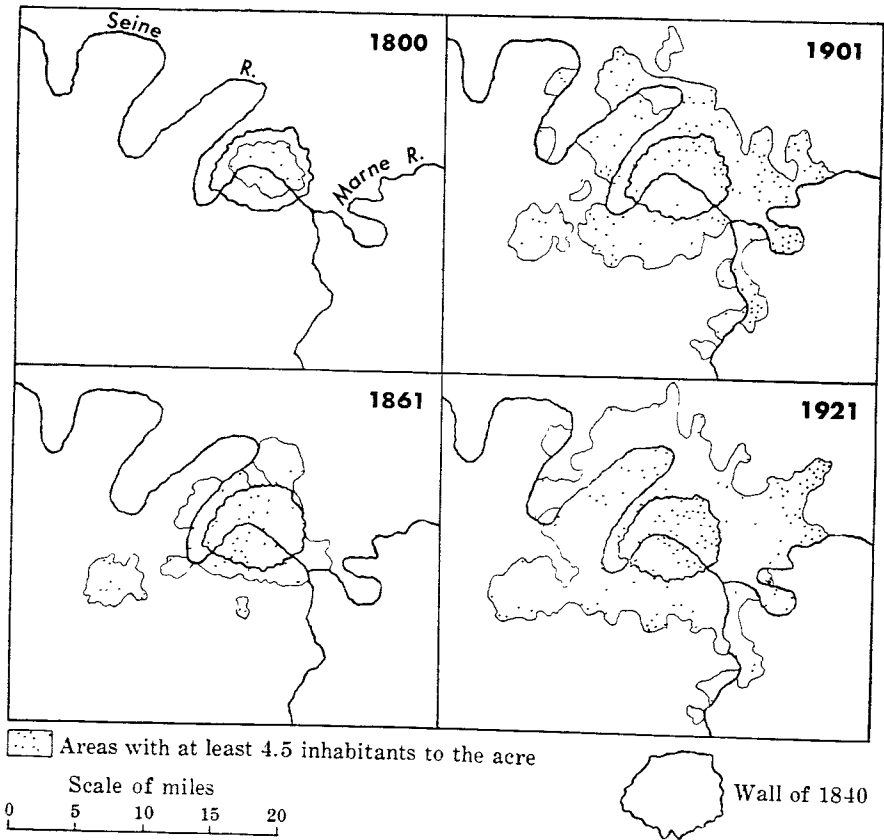 Seine
R.
1800
Marne R.
1901
1861
1921
Areas with at least 4.5 inhabitants to the acre
Scale of miles
0 5 10 15 20
Wall of 1840